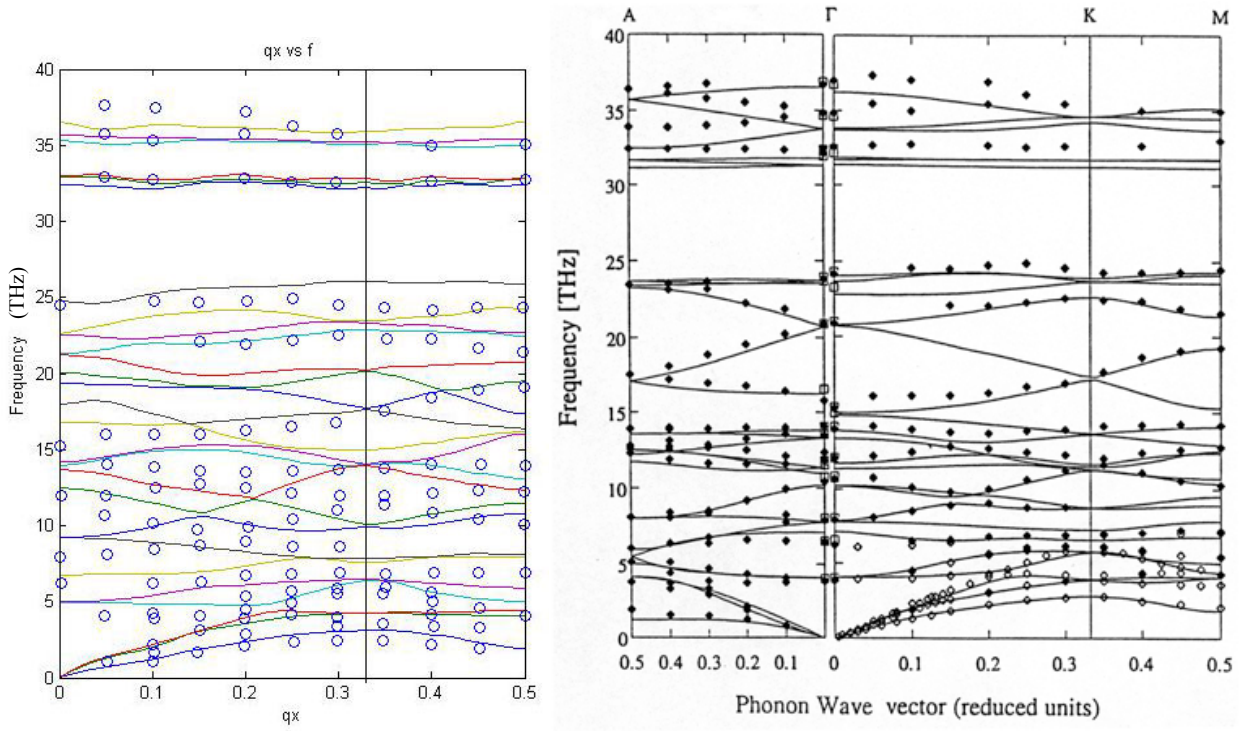 qx vs f
40
35
30
25
20
15
10
5
0
Frequency (THz)
0 0.1 0.2 0.3 0.4 0.5
qx
A Γ K M
40
35
30
25
20
15
10
5
0
Frequency [THz]
0.5 0.4 0.3 0.2 0.1 0 0.1 0.2 0.3 0.4 0.5
Phonon Wave vector (reduced units)